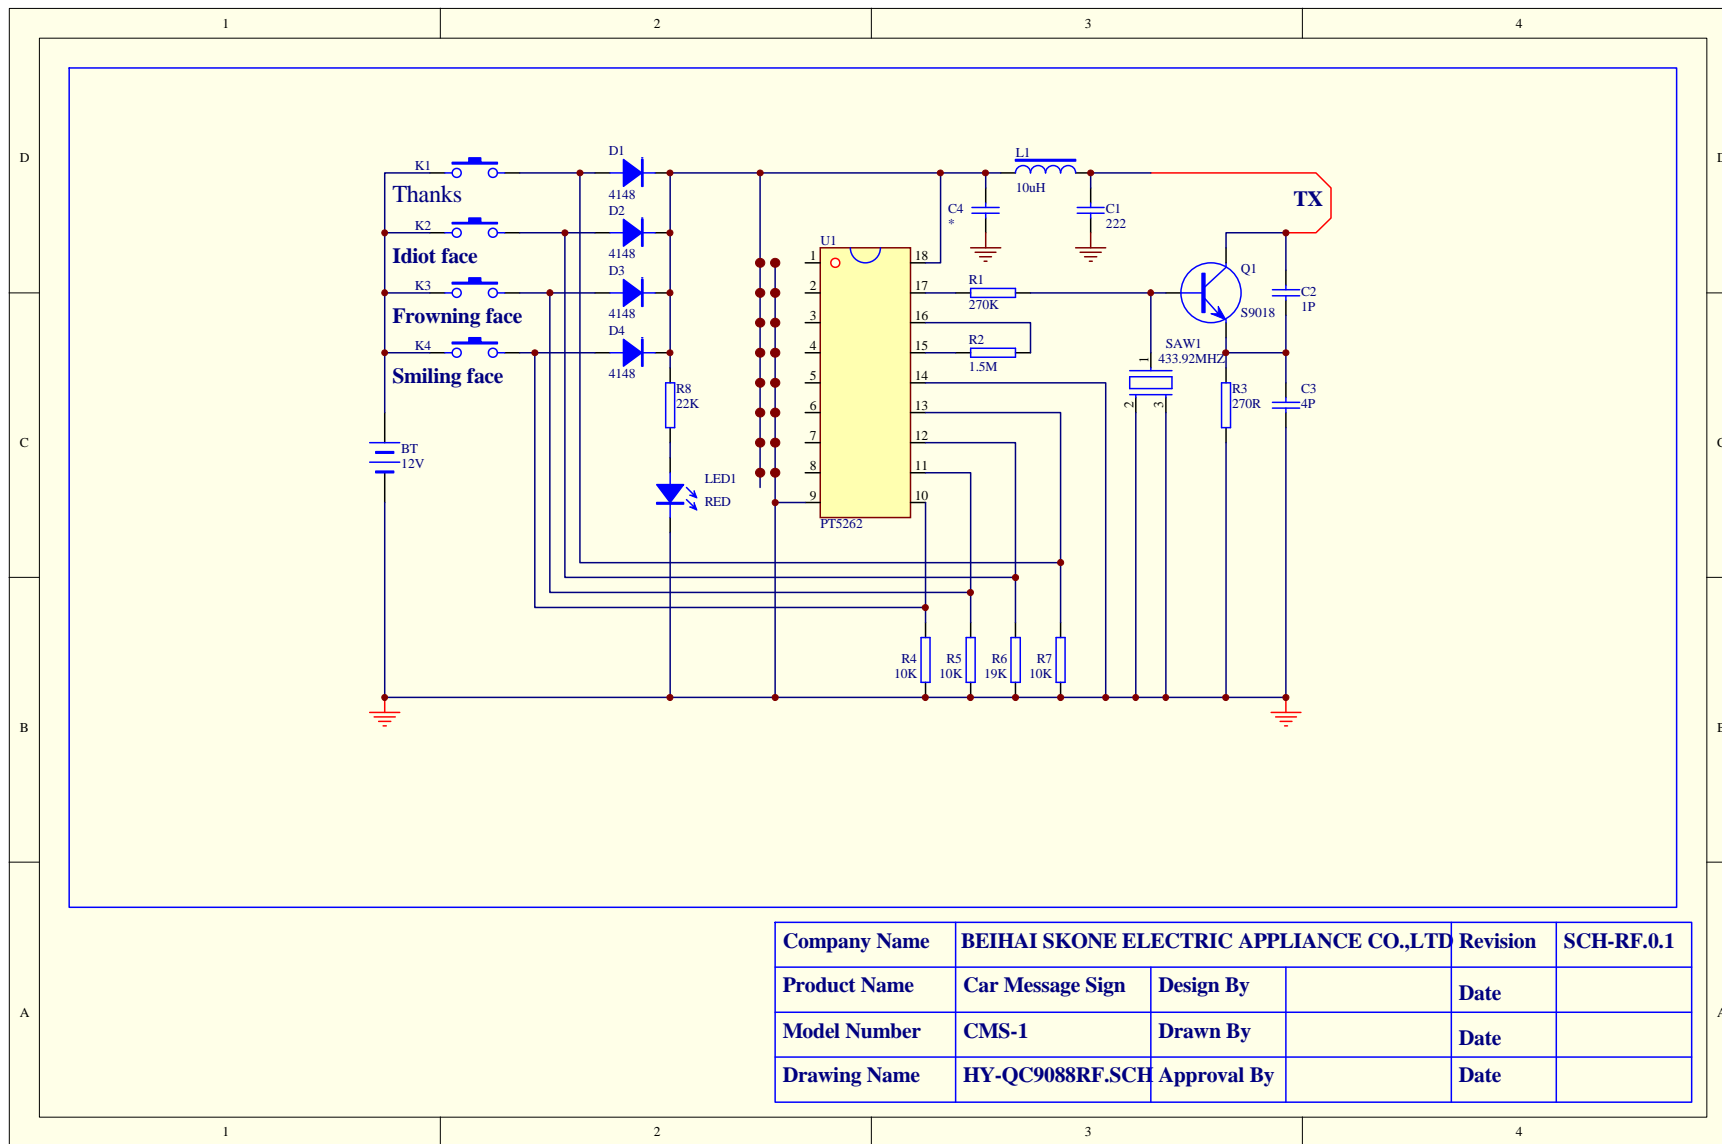 1 2 3 4
D D
K1
Thanks
K2
Idiot face
K3
Frowning face
K4
Smiling face
D1
4148
D2
4148
D3
4148
D4
4148
R8
22K
BT
12V
LED1
RED
U1
1 18
2 17
3 16
4 15
5 14
6 13
7 12
8 11
9 10
PT5262
L1
10uH
C4
*
C1
222
TX
R1
270K
R2
1.5M
Q1
S9018
C2
1P
SAW1
433.92MHZ
1
2 3
R3
270R
C3
4P
C C
R4
10K
R5
10K
R6
19K
R7
10K
B B
Company Name BEIHAI SKONE ELECTRIC APPLIANCE CO.,LTD Revision SCH-RF.0.1
Product Name Car Message Sign Design By Date
Model Number CMS-1 Drawn By Date
Drawing Name HY-QC9088RF.SCH Approval By Date
A A
1 2 3 4